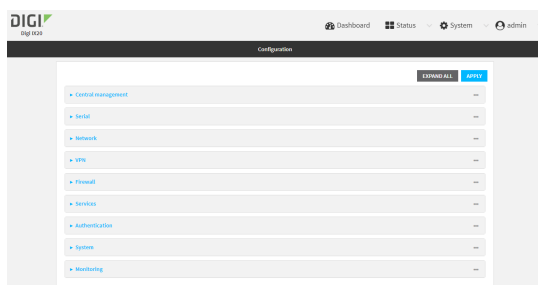 DIGI
Digi IX20
Dashboard Status System admin
Configuration
EXPAND ALL APPLY
Central management
Serial
Network
VPN
Firewall
Services
Authentication
System
Monitoring